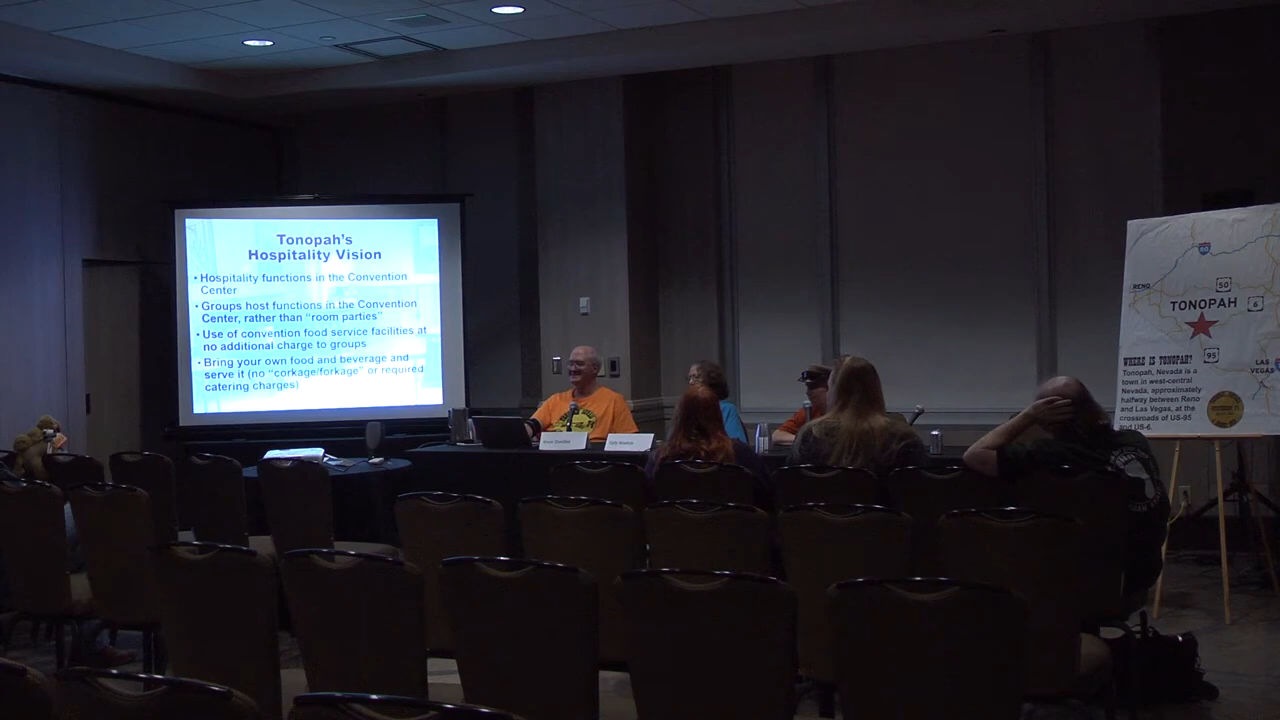 Tonopah's
Hospitality Vision
• Hospitality functions in the Convention
Center
• Groups host functions in the Convention
Center, rather than "room parties"
• Use of convention food service facilities at
no additional charge to groups
• Bring your own food and beverage and
serve it (no "corkage/forkage" or required
catering charges)
RENO
50
6
TONOPAH
95
LAS
VEGAS
WHERE IS TONOPAH?
Tonopah, Nevada is a
town in west-central
Nevada, approximately
halfway between Reno
and Las Vegas, at the
crossroads of US-95
and US-6.